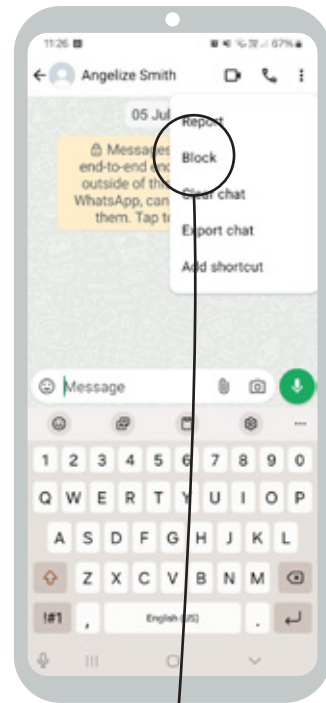 11:26 67%
Angelize Smith
05 Jul
Report
Messages
Block
end-to-end enc
outside of this
Clear chat
WhatsApp, can
them. Tap to
Export chat
Add shortcut
Message
1 2 3 4 5 6 7 8 9 0
Q W E R T Y U I O P
A S D F G H J K L
Z X C V B N M
!#1 , English (US) .